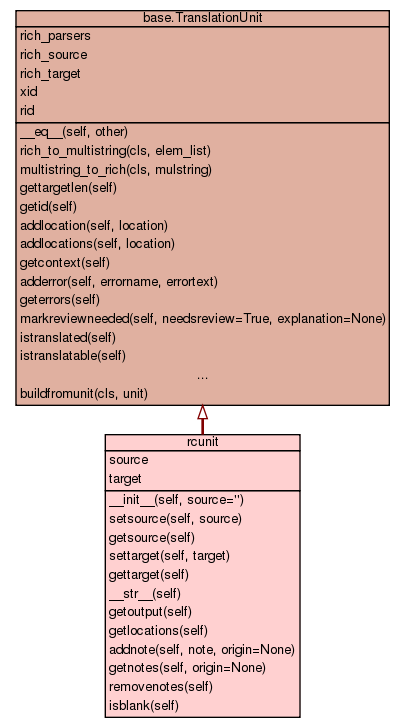 base.TranslationUnit
rich_parsers
rich_source
rich_target
xid
rid
__eq__(self, other)
rich_to_multistring(cls, elem_list)
multistring_to_rich(cls, mulstring)
gettargetlen(self)
getid(self)
addlocation(self, location)
addlocations(self, location)
getcontext(self)
adderror(self, errorname, errortext)
geterrors(self)
markreviewneeded(self, needsreview=True, explanation=None)
istranslated(self)
istranslatable(self)
...
buildfromunit(cls, unit)
rcunit
source
target
__init__(self, source='')
setsource(self, source)
getsource(self)
settarget(self, target)
gettarget(self)
__str__(self)
getoutput(self)
getlocations(self)
addnote(self, note, origin=None)
getnotes(self, origin=None)
removenotes(self)
isblank(self)